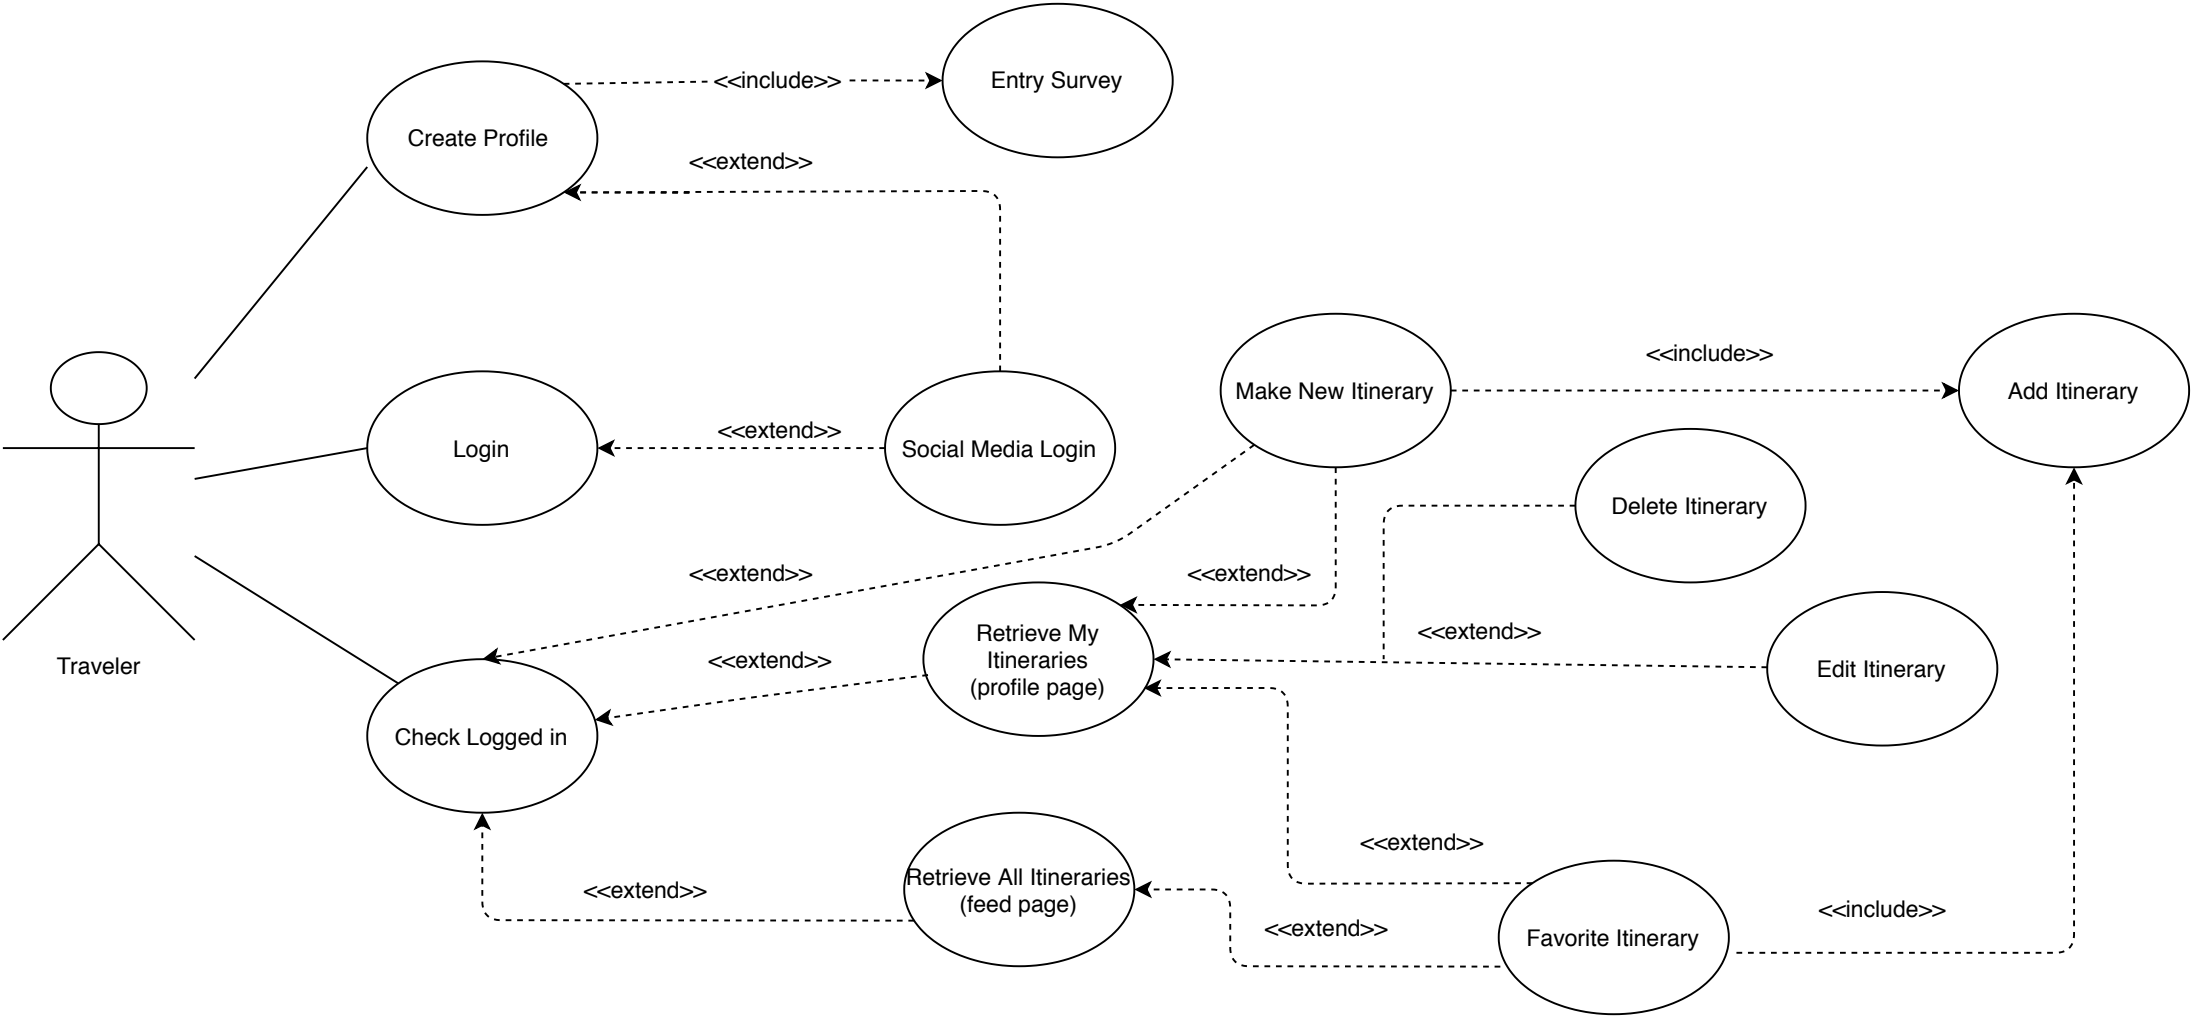 <<include>>
Entry Survey
Create Profile
<<extend>>
<<include>>
Make New Itinerary
Add Itinerary
<<extend>>
Login
Social Media Login
Delete Itinerary
<<extend>>
<<extend>>
<<extend>>
Retrieve My
Itineraries
(profile page)
<<extend>>
Edit Itinerary
Traveler
Check Logged in
<<extend>>
Retrieve All Itineraries
(feed page)
<<extend>>
<<extend>>
Favorite Itinerary
<<include>>